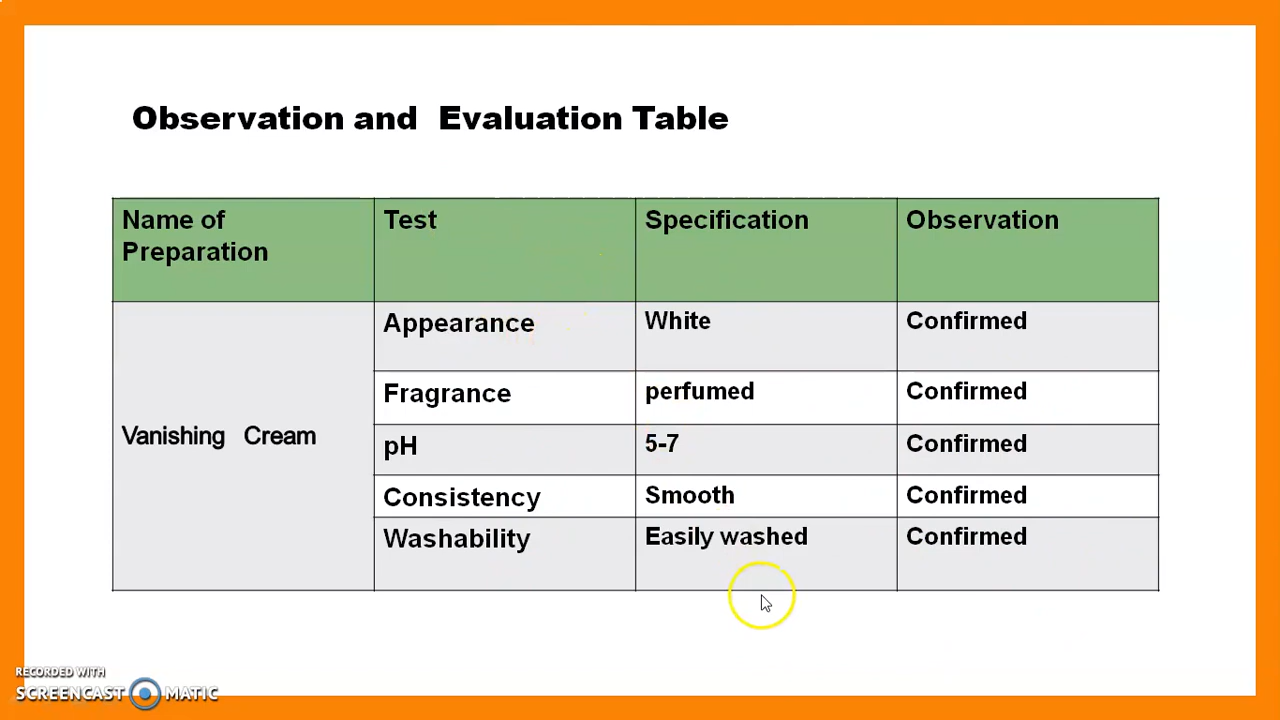 Observation and Evaluation Table
Name of Preparation Test Specification Observation
Appearance White Confirmed
Fragrance perfumed Confirmed
Vanishing Cream pH 5-7 Confirmed
Consistency Smooth Confirmed
Washability Easily washed Confirmed
RECORDED WITH
SCREENCAST MATIC